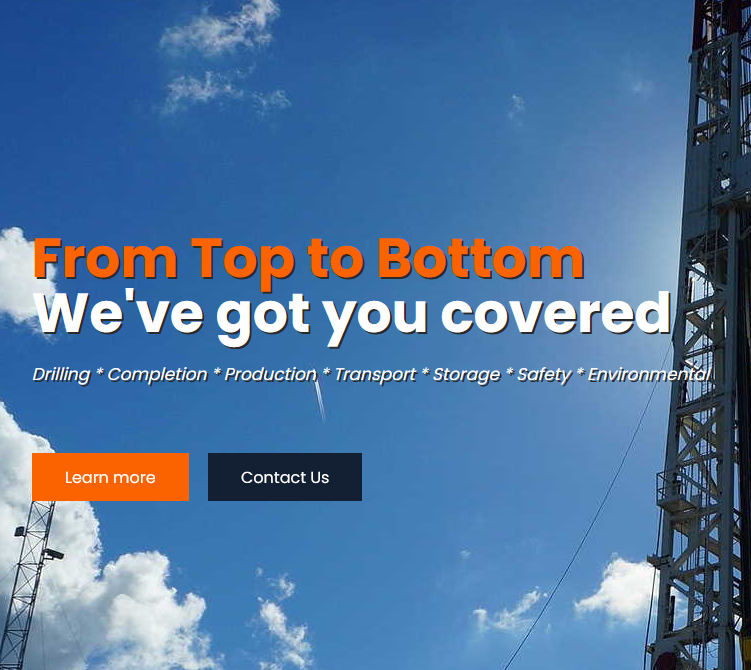 From Top to Bottom
We've got you covered
Drilling * Completion * Production * Transport * Storage * Safety * Environmental
Learn more
Contact Us